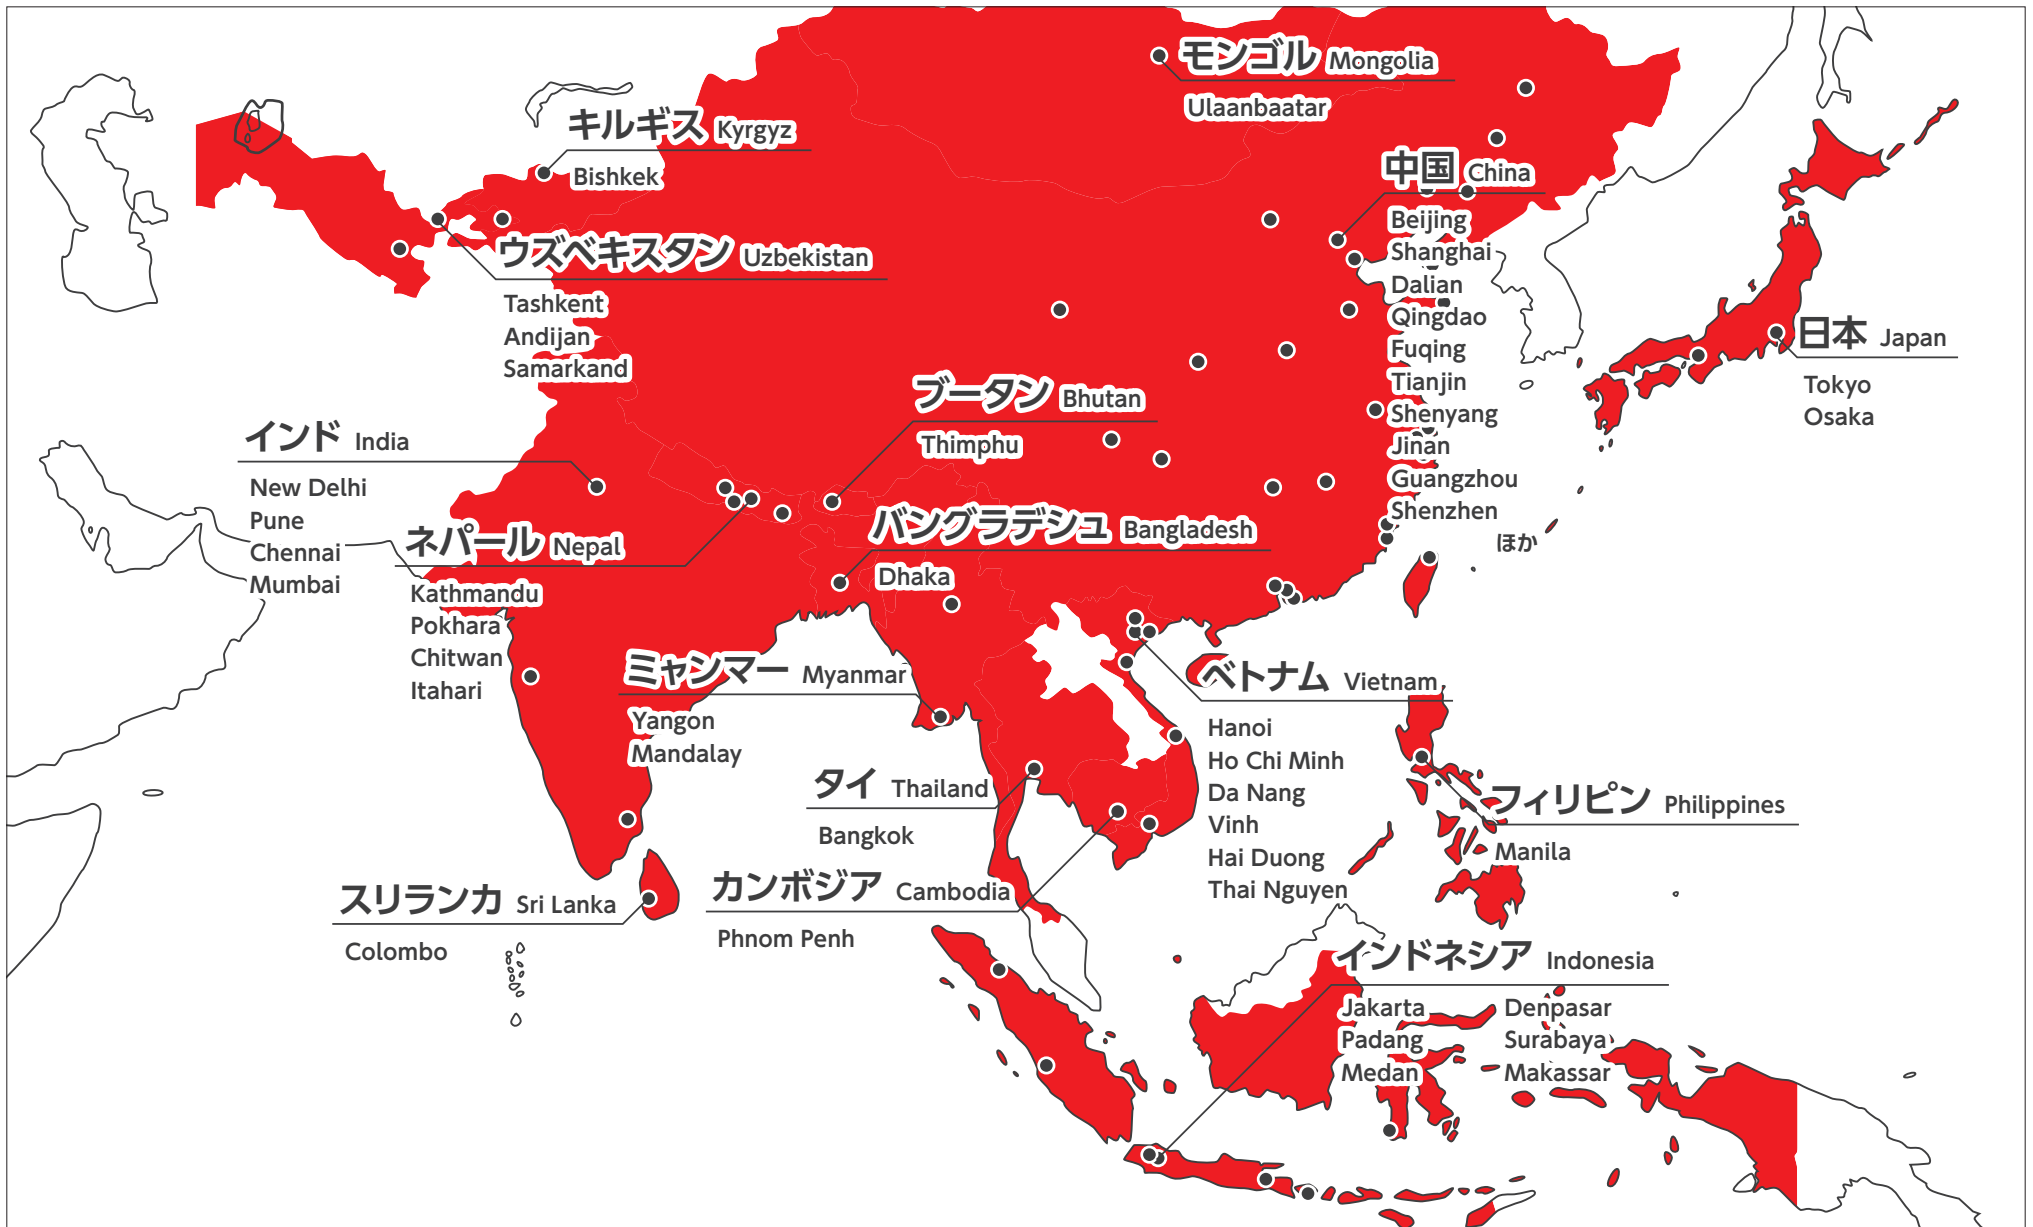 モンゴル Mongolia
Ulaanbaatar
キルギス Kyrgyz
Bishkek
中国 China
Beijing
Shanghai
Dalian
Qingdao
Fuqing
Tianjin
Shenyang
Jinan
Guangzhou
Shenzhen
ほか
ウズベキスタン Uzbekistan
Tashkent
Andijan
Samarkand
日本 Japan
Tokyo
Osaka
ブータン Bhutan
Thimphu
インド India
New Delhi
Pune
Chennai
Mumbai
ネパール Nepal
Kathmandu
Pokhara
Chitwan
Itahari
バングラデシュ Bangladesh
Dhaka
ミャンマー Myanmar
Yangon
Mandalay
ベトナム Vietnam
Hanoi
Ho Chi Minh
Da Nang
Vinh
Hai Duong
Thai Nguyen
タイ Thailand
Bangkok
フィリピン Philippines
Manila
カンボジア Cambodia
Phnom Penh
スリランカ Sri Lanka
Colombo
インドネシア Indonesia
Jakarta
Padang
Medan
Denpasar
Surabaya
Makassar